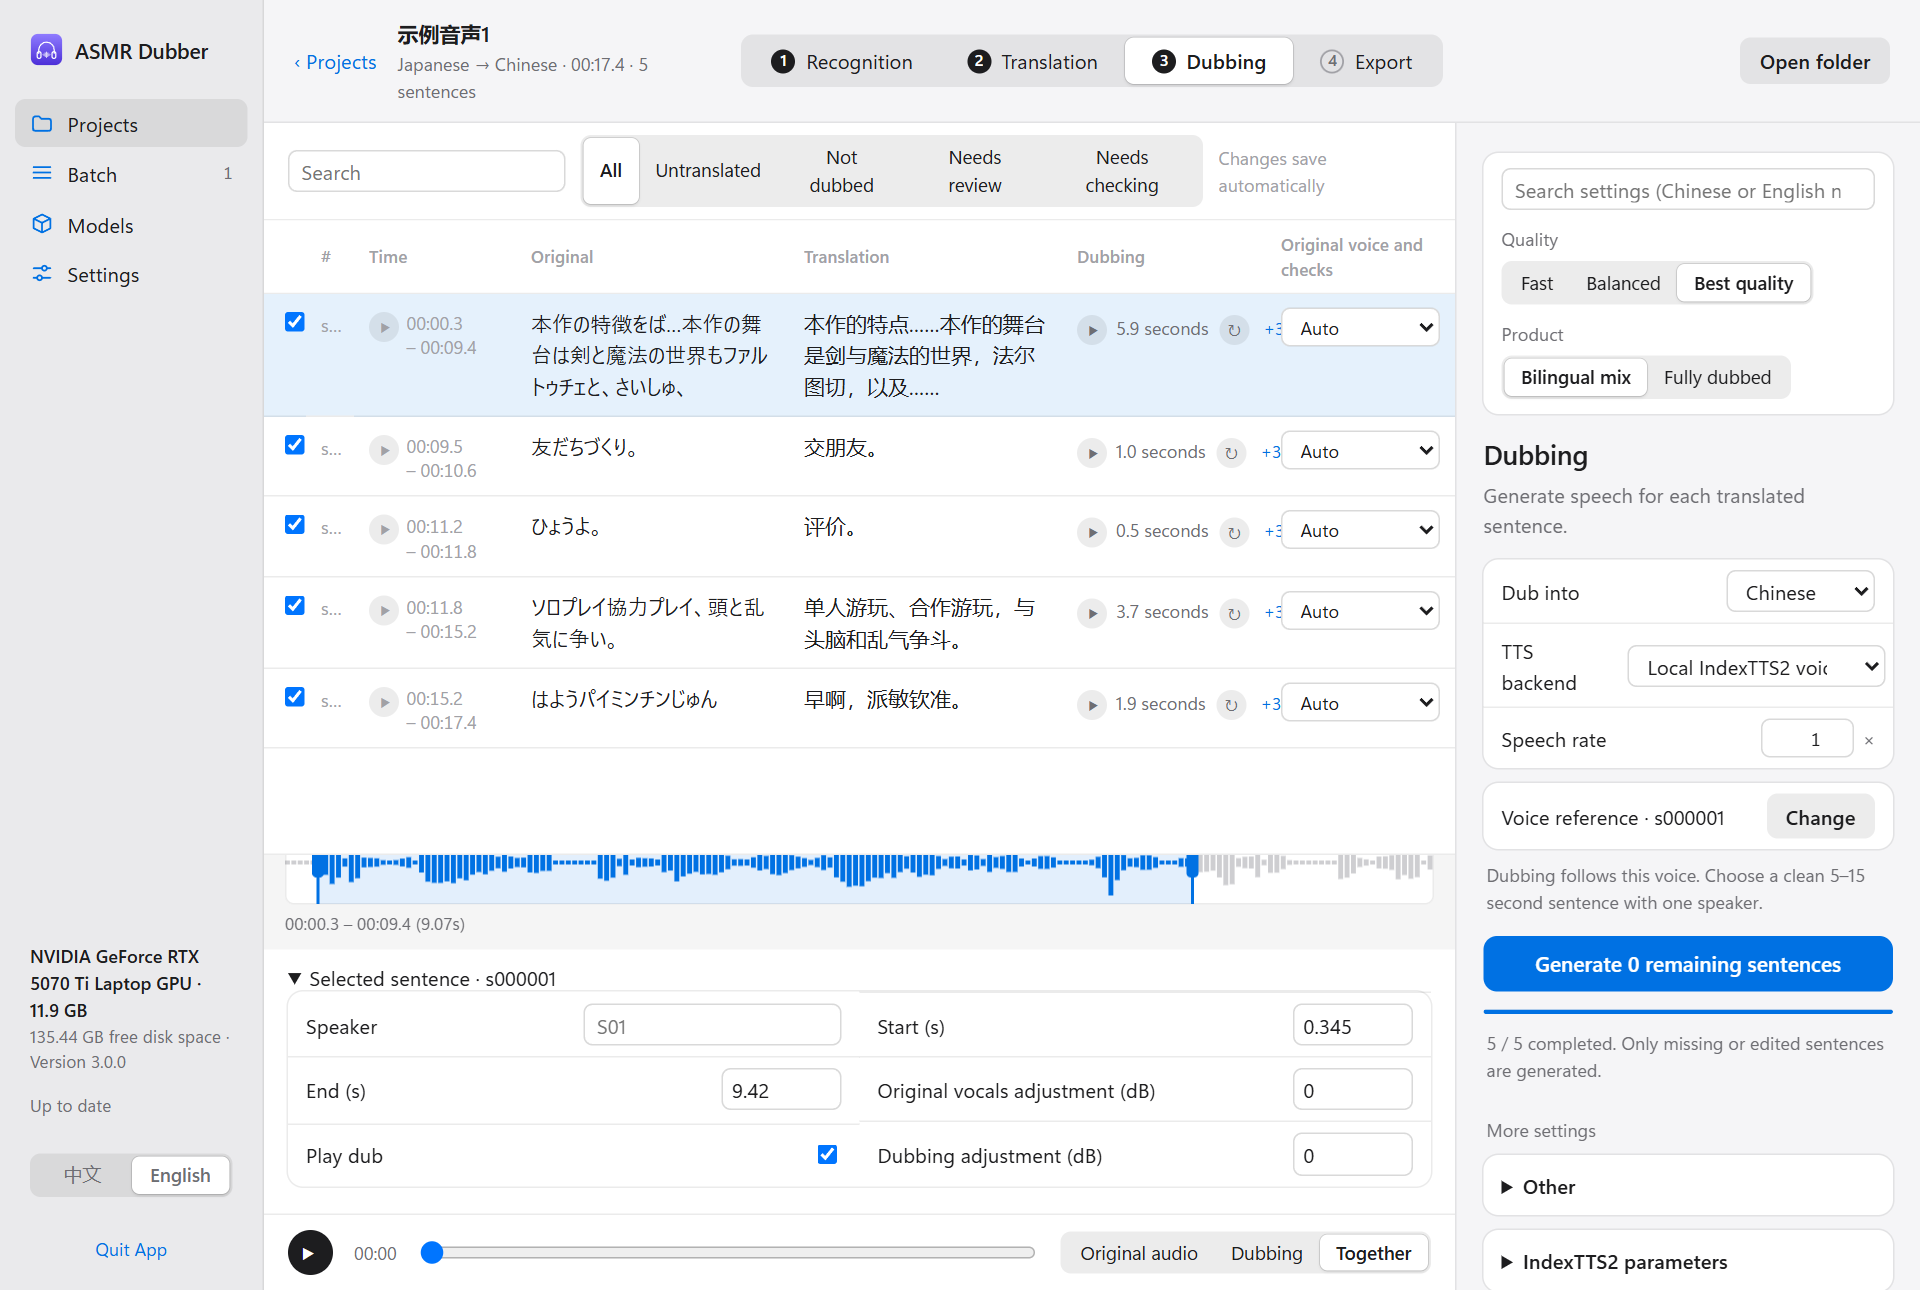 ASMR Dubber
Projects
Batch 1
Models
Settings
NVIDIA GeForce RTX
5070 Ti Laptop GPU ·
11.9 GB
135.44 GB free disk space ·
Version 3.0.0
Up to date
中文 English
Quit App
‹ Projects
示例音声1
Japanese → Chinese · 00:17.4 · 5
sentences
1 Recognition 2 Translation 3 Dubbing 4 Export
Open folder
Search
All Untranslated Not dubbed Needs review Needs checking
Changes save
automatically
# Time Original Translation Dubbing Original voice and checks
s... 00:00.3
– 00:09.4
本作の特徴をば...本作の舞
台は剣と魔法の世界もファル
トゥチェと、さいしゅ、
本作的特点......本作的舞台
是剑与魔法的世界，法尔
图切，以及......
5.9 seconds ↻ +3 Auto
s... 00:09.5
– 00:10.6
友だちづくり。
交朋友。
1.0 seconds ↻ +3 Auto
s... 00:11.2
– 00:11.8
ひょうよ。
评价。
0.5 seconds ↻ +3 Auto
s... 00:11.8
– 00:15.2
ソロプレイ協力プレイ、頭と乱
気に争い。
单人游玩、合作游玩，与
头脑和乱气争斗。
3.7 seconds ↻ +3 Auto
s... 00:15.2
– 00:17.4
はようパイミンチンじゅん
早啊，派敏钦准。
1.9 seconds ↻ +3 Auto
00:00.3 – 00:09.4 (9.07s)
▼ Selected sentence · s000001
Speaker S01
Start (s) 0.345
End (s) 9.42
Original vocals adjustment (dB) 0
Play dub
Dubbing adjustment (dB) 0
00:00
Original audio Dubbing Together
Search settings (Chinese or English n
Quality
Fast Balanced Best quality
Product
Bilingual mix Fully dubbed
Dubbing
Generate speech for each translated
sentence.
Dub into Chinese
TTS
backend
Local IndexTTS2 voic
Speech rate 1 ×
Voice reference · s000001 Change
Dubbing follows this voice. Choose a clean 5–15
second sentence with one speaker.
Generate 0 remaining sentences
5 / 5 completed. Only missing or edited sentences
are generated.
More settings
▶ Other
▶ IndexTTS2 parameters